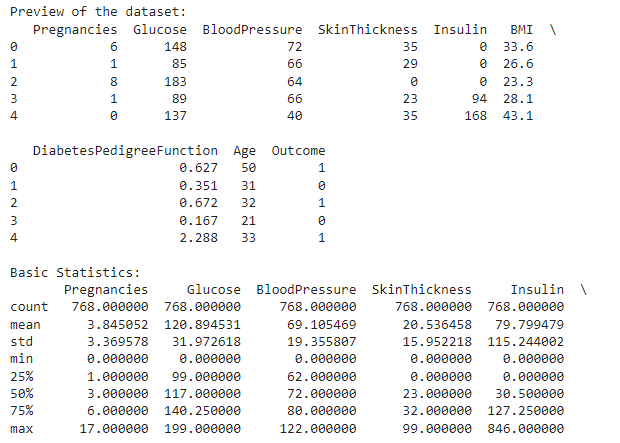 Preview of the dataset:
   Pregnancies  Glucose  BloodPressure  SkinThickness  Insulin   BMI  \
0            6      148             72             35        0  33.6
1            1       85             66             29        0  26.6
2            8      183             64              0        0  23.3
3            1       89             66             23       94  28.1
4            0      137             40             35      168  43.1
   DiabetesPedigreeFunction  Age  Outcome
0                     0.627   50        1
1                     0.351   31        0
2                     0.672   32        1
3                     0.167   21        0
4                     2.288   33        1
Basic Statistics:
       Pregnancies     Glucose  BloodPressure  SkinThickness     Insulin  \
count   768.000000  768.000000     768.000000     768.000000  768.000000
mean      3.845052  120.894531      69.105469      20.536458   79.799479
std       3.369578   31.972618      19.355807      15.952218  115.244002
min       0.000000    0.000000       0.000000       0.000000    0.000000
25%       1.000000   99.000000      62.000000       0.000000    0.000000
50%       3.000000  117.000000      72.000000      23.000000   30.500000
75%       6.000000  140.250000      80.000000      32.000000  127.250000
max      17.000000  199.000000     122.000000      99.000000  846.000000